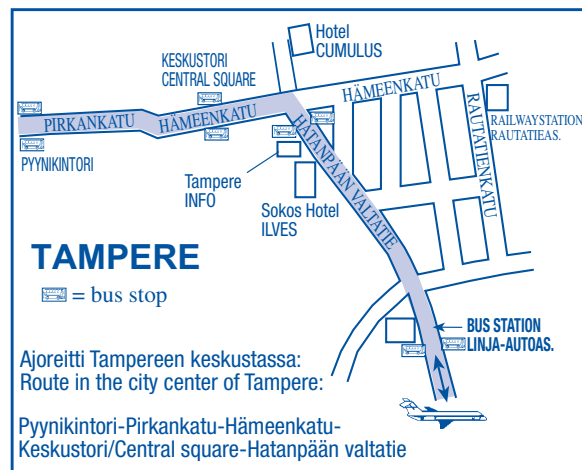 Hotel
CUMULUS
KESKUSTORI
CENTRAL SQUARE
HÄMEENKATU
PIRKANKATU
HÄMEENKATU
HATANPÄÄN VALTATIE
RAUTATIENKATU
RAILWAYSTATION
RAUTATIEAS.
PYYNIKINTORI
Tampere
INFO
Sokos Hotel
ILVES
TAMPERE
= bus stop
BUS STATION
LINJA-AUTOAS.
Ajoreitti Tampereen keskustassa:
Route in the city center of Tampere:
Pyynikintori-Pirkankatu-Hämeenkatu-
Keskustori/Central square-Hatanpään valtatie